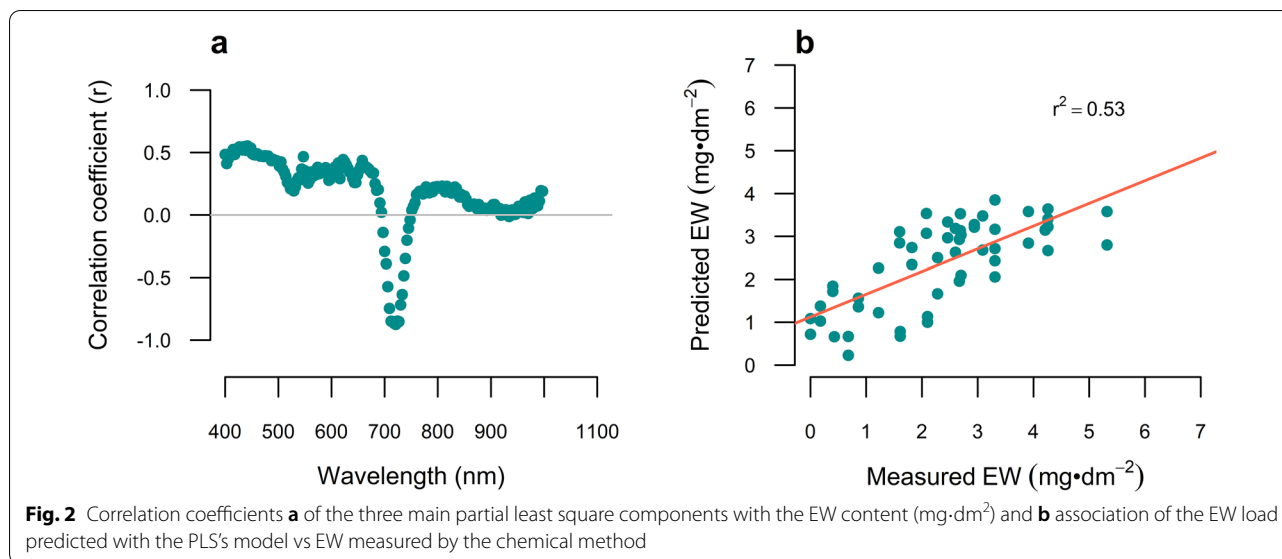 a
Correlation coefficient (r)
1.0
0.5
0.0
-0.5
-1.0
400 500 600 700 800 900 1100
Wavelength (nm)
b
Predicted EW (mg•dm⁻²)
7
6
5
4
3
2
1
0
r² = 0.53
0 1 2 3 4 5 6 7
Measured EW (mg•dm⁻²)
Fig. 2 Correlation coefficients a of the three main partial least square components with the EW content (mg·dm²) and b association of the EW load
predicted with the PLS's model vs EW measured by the chemical method